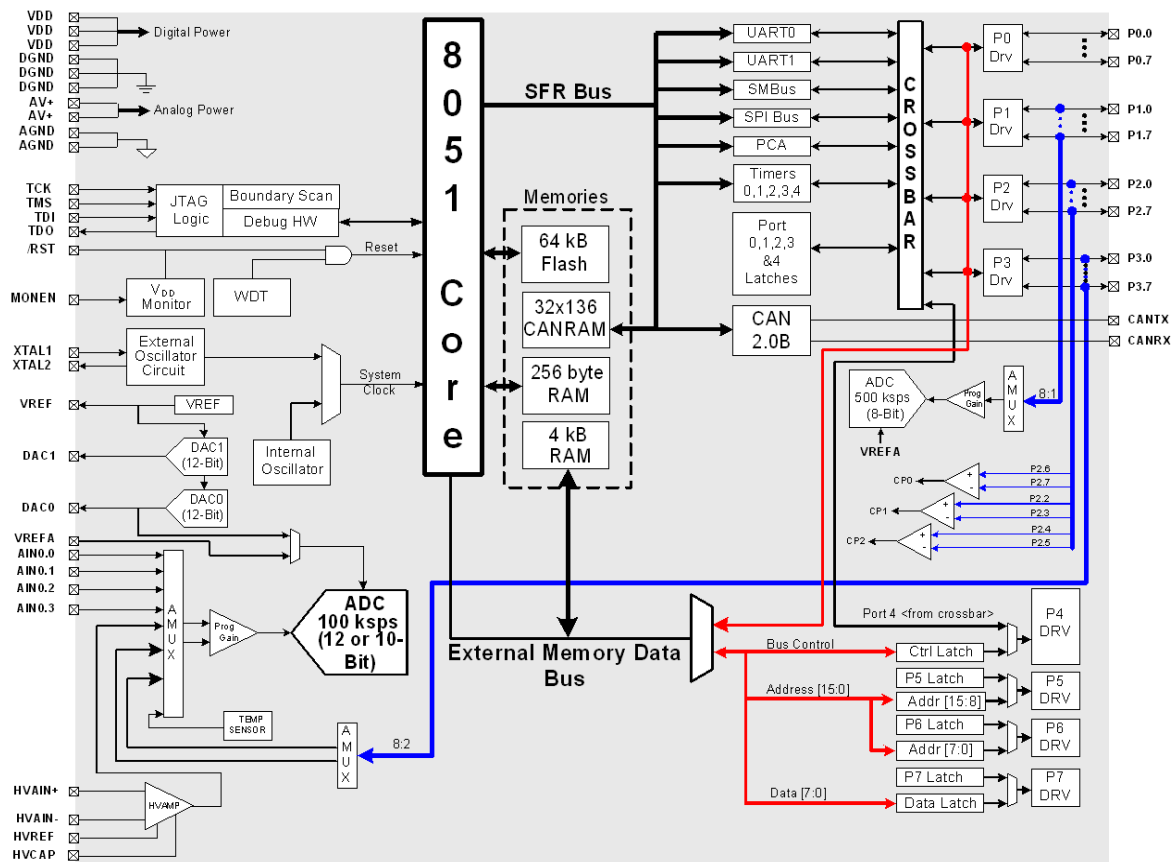 VDD
VDD
VDD
DGND
DGND
DGND
AV+
AV+
AGND
AGND
Digital Power
Analog Power
TCK
TMS
TDI
TDO
/RST
MONEN
XTAL1
XTAL2
VREF
DAC1
DAC0
VREFA
AIN0.0
AIN0.1
AIN0.2
AIN0.3
HVAIN+
HVAIN-
HVREF
HVCAP
JTAG
Logic
Boundary Scan
Debug HW
Reset
VDD
Monitor
WDT
External
Oscillator
Circuit
System
Clock
VREF
Internal
Oscillator
DAC1
(12-Bit)
DAC0
(12-Bit)
AMUX
Prog
Gain
ADC
100 ksps
(12 or 10-
Bit)
TEMP
SENSOR
AMUX
8:2
HVAMP
8051 Core
SFR Bus
Memories
64 kB
Flash
32x136
CANRAM
256 byte
RAM
4 kB
RAM
External Memory Data
Bus
UART0
UART1
SMBus
SPI Bus
PCA
Timers
0,1,2,3,4
Port
0,1,2,3
&4
Latches
CAN
2.0B
CROSSBAR
P0
Drv
P1
Drv
P2
Drv
P3
Drv
P0.0
P0.7
P1.0
P1.7
P2.0
P2.7
P3.0
P3.7
CANTX
CANRX
ADC
500 ksps
(8-Bit)
VREFA
Prog
Gain
AMUX
8:1
CP0
+
-
P2.6
P2.7
CP1
+
-
P2.2
P2.3
CP2
+
-
P2.4
P2.5
Port 4 <from crossbar>
Bus Control
Ctrl Latch
P4
DRV
Address [15:0]
P5 Latch
Addr [15:8]
P5
DRV
P6 Latch
Addr [7:0]
P6
DRV
Data [7:0]
P7 Latch
Data Latch
P7
DRV